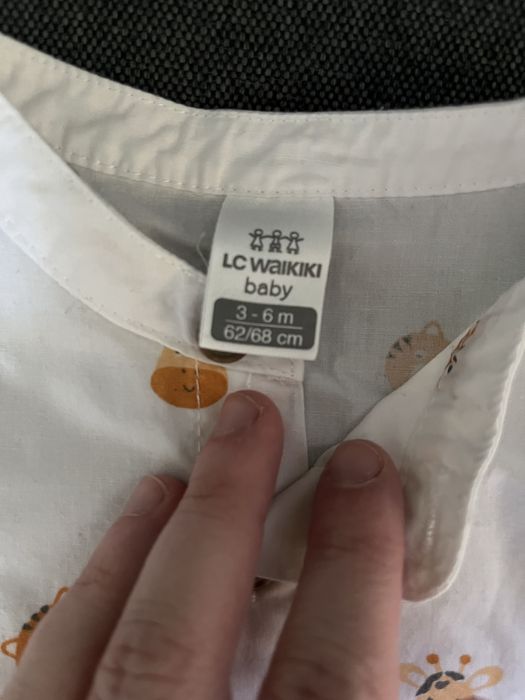 LC WAIKIKI
baby
3 - 6 m
62/68 cm